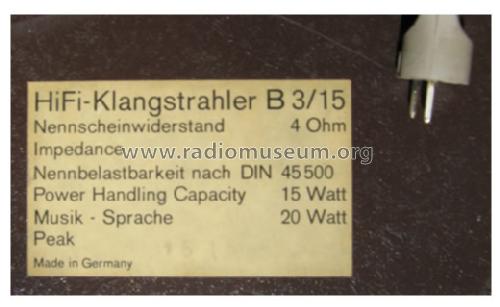 HiFi-Klangstrahler B 3/15
Nennscheinwiderstand 4 Ohm
Impedance
www.radiomuseum.org
Nennbelastbarkeit nach DIN 45500
Power Handling Capacity 15 Watt
Musik - Sprache 20 Watt
Peak
Made in Germany